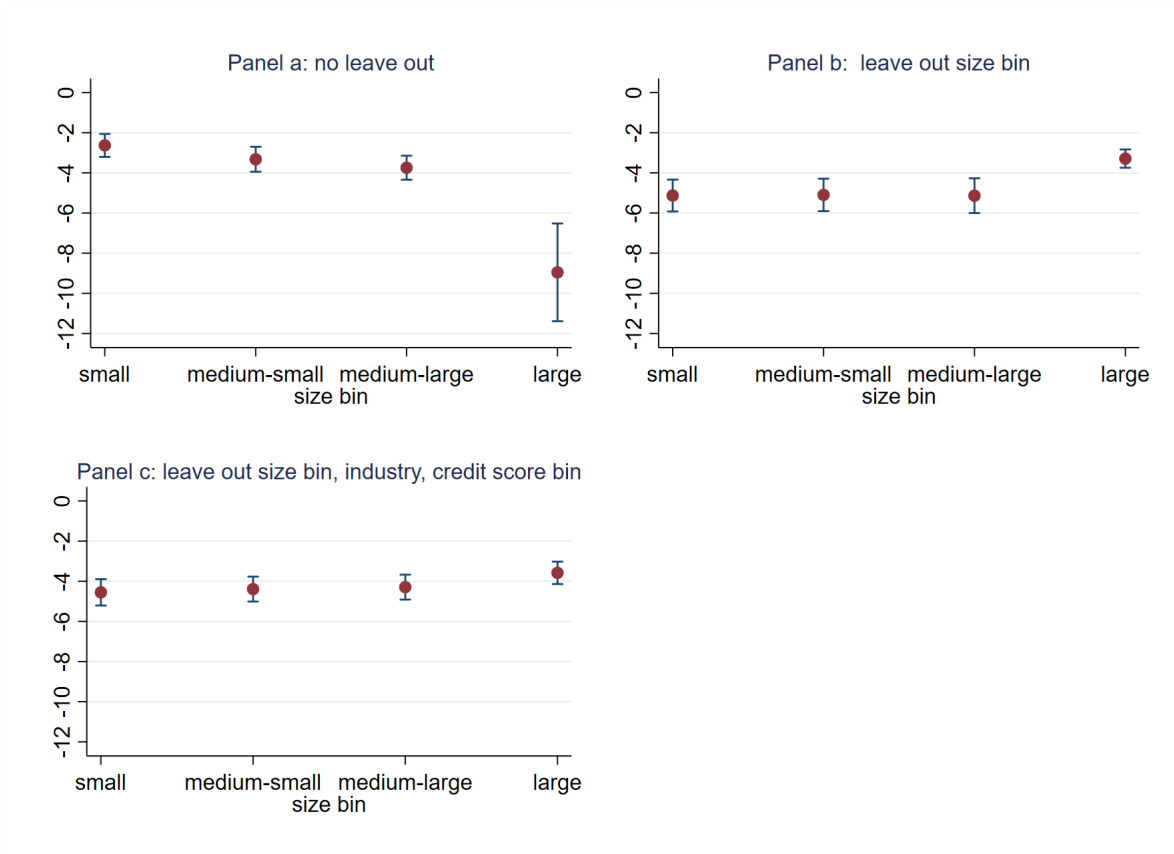 Panel a: no leave out
0
-2
-4
-6
-8
-10
-12
small medium-small medium-large large
size bin
Panel b: leave out size bin
0
-2
-4
-6
-8
-10
-12
small medium-small medium-large large
size bin
Panel c: leave out size bin, industry, credit score bin
0
-2
-4
-6
-8
-10
-12
small medium-small medium-large large
size bin